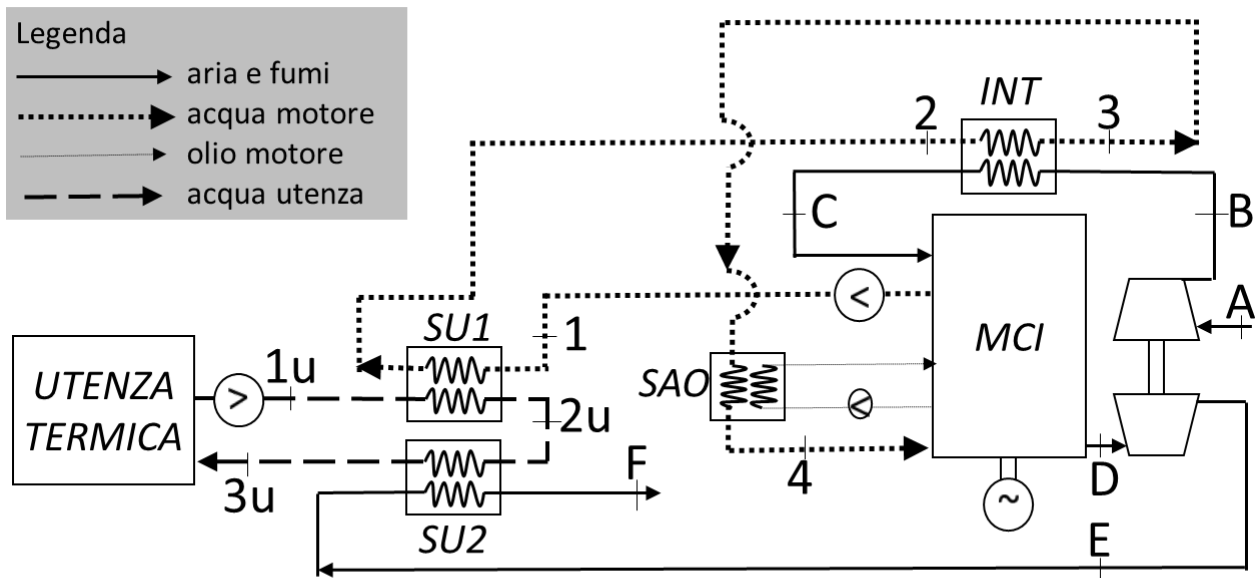 Legenda
aria e fumi
acqua motore
olio motore
acqua utenza
INT
2
3
C
B
<
A
SU1
1
MCI
UTENZA
TERMICA
1u
>
SAO
<
2u
3u
F
4
D
~
SU2
E